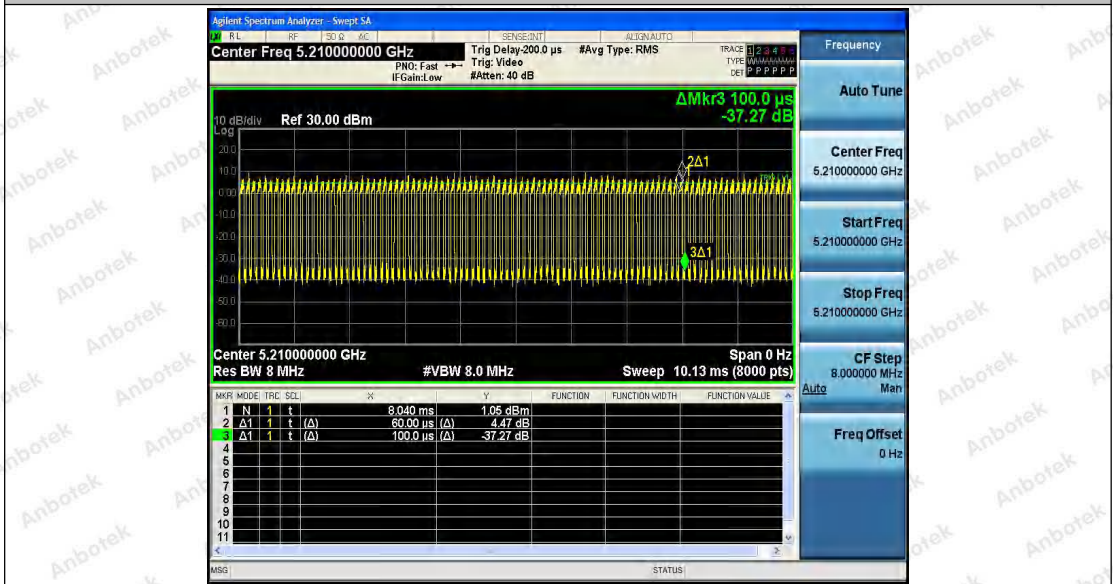 Agilent Spectrum Analyzer - Swept SA
RL RF 50 Ω AC SENSE:INT ALIGNAUTO
Center Freq 5.210000000 GHz
PNO: Fast
IFGain:Low
Trig Delay-200.0 µs
Trig: Video
#Atten: 40 dB
#Avg Type: RMS
TRACE 1 2 3 4 5 6
TYPE
DET P P P P P P
ΔMkr3 100.0 µs
-37.27 dB
10 dB/div Ref 30.00 dBm
Log
20.0
10.0
0.00
-10.0
-20.0
-30.0
-40.0
-50.0
-60.0
2Δ1
3Δ1
Center 5.210000000 GHz Span 0 Hz
Res BW 8 MHz #VBW 8.0 MHz Sweep 10.13 ms (8000 pts)
MKR MODE TRC SCL X Y FUNCTION FUNCTION WIDTH FUNCTION VALUE
1 N 1 t 8.040 ms 1.05 dBm
2 Δ1 1 t (Δ) 60.00 µs (Δ) 4.47 dB
3 Δ1 1 t (Δ) 100.0 µs (Δ) -37.27 dB
4
5
6
7
8
9
10
11
MSG STATUS
Frequency
Auto Tune
Center Freq
5.210000000 GHz
Start Freq
5.210000000 GHz
Stop Freq
5.210000000 GHz
CF Step
8.000000 MHz
Auto Man
Freq Offset
0 Hz
Anbotek